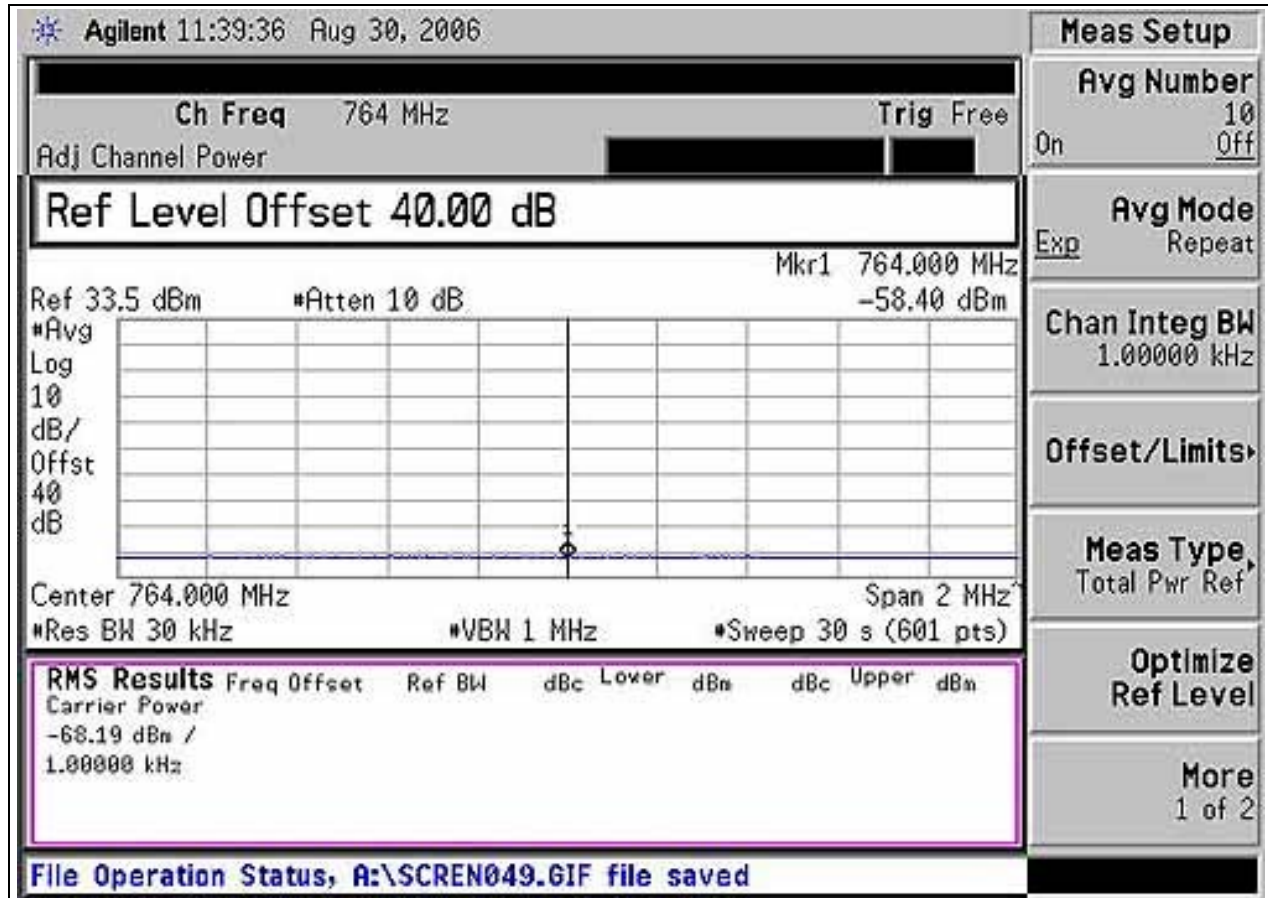 Agilent 11:39:36 Aug 30, 2006
Meas Setup
Ch Freq 764 MHz Trig Free
Adj Channel Power
Ref Level Offset 40.00 dB
Mkr1 764.000 MHz
Ref 33.5 dBm #Atten 10 dB -58.40 dBm
#Avg
Log
10
dB/
Offst
40
dB
1
Center 764.000 MHz Span 2 MHz^
#Res BW 30 kHz #VBW 1 MHz #Sweep 30 s (601 pts)
RMS Results Freq Offset Ref BW dBc Lower dBm dBc Upper dBm
Carrier Power
-68.19 dBm /
1.00000 kHz
File Operation Status, A:\SCREN049.GIF file saved
Avg Number
10
On Off
Avg Mode
Exp Repeat
Chan Integ BW
1.00000 kHz
Offset/Limits
Meas Type
Total Pwr Ref
Optimize
Ref Level
More
1 of 2